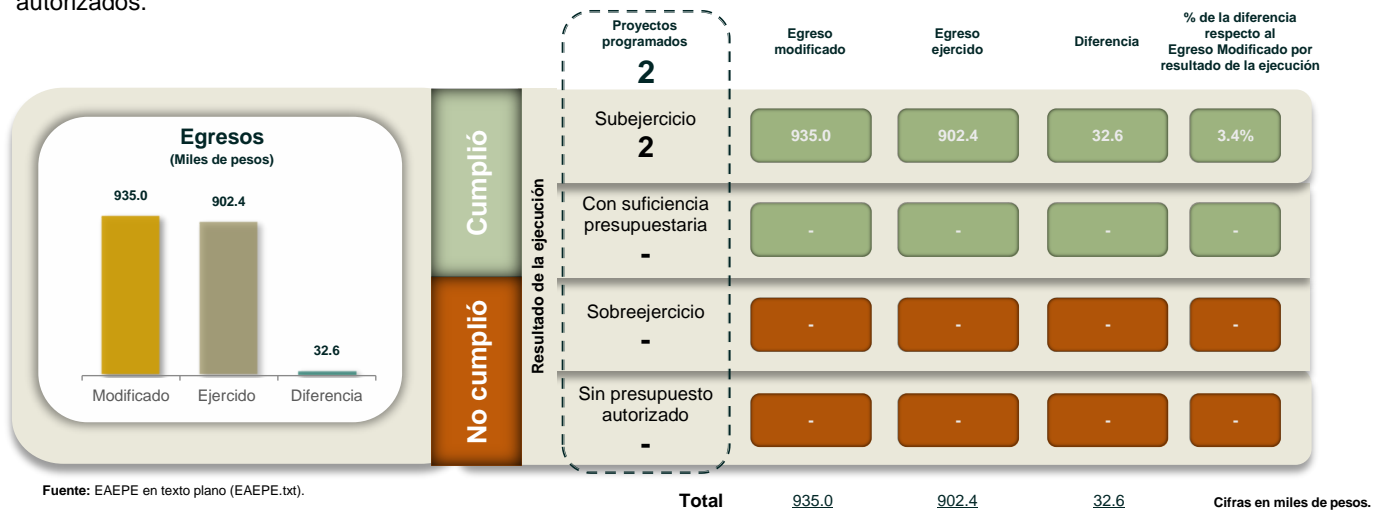 autorizados.
Proyectos
programados
2
Egreso
modificado
Egreso
ejercido
Diferencia
% de la diferencia
respecto al
Egreso Modificado por
resultado de la ejecución
Egresos
(Miles de pesos)
935.0
902.4
32.6
Modificado
Ejercido
Diferencia
Cumplió
No cumplió
Resultado de la ejecución
Subejercicio
2
935.0
902.4
32.6
3.4%
Con suficiencia
presupuestaria
-
-
-
-
-
Sobreejercicio
-
-
-
-
-
Sin presupuesto
autorizado
-
-
-
-
-
Fuente: EAEPE en texto plano (EAEPE.txt).
Total 935.0 902.4 32.6 Cifras en miles de pesos.